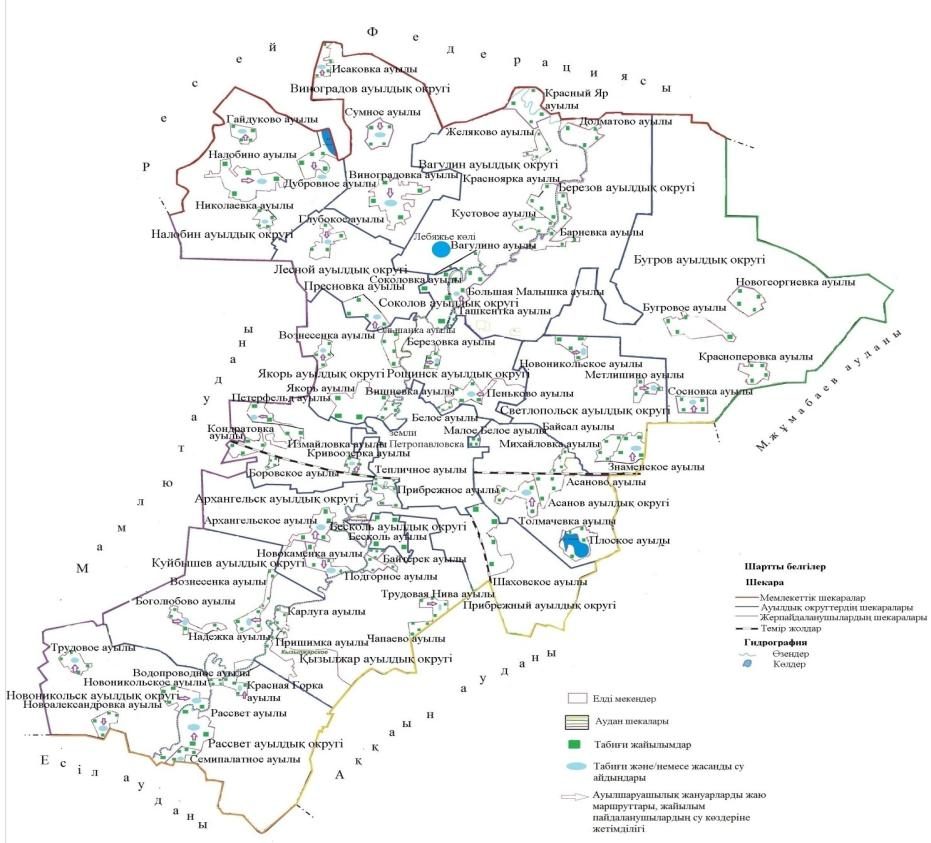 Ресей Федерациясы
Исаковка ауылы
Виноградов ауылдық округі
Красный Яр
ауылы
Гайдуково ауылы
Сумное ауылы
Желяково ауылы
Долматово ауылы
Налобино ауылы
Вагулин ауылдық округі
Дубровное ауылы
Виноградовка ауылы
Красноярка ауылы
Березов ауылдық округі
Николаевка ауылы
Глубокое ауылы
Кустовое ауылы
Налобин ауылдық округі
Лебяжье көлі
Вагулино ауылы
Барневка ауылы
Бугров ауылдық округі
Лесной ауылдық округі
Соколовка ауылы
Пресновка ауылы
Большая Малышка ауылы
Новогеоргиевка ауылы
Соколов ауылдық округі
Ташкентка ауылы
Бугровое ауылы
Ольшанка ауылы
Вознесенка ауылы
Березовка ауылы
Красноперовка ауылы
Новоникольское ауылы
Якорь ауылдық округі
Рощинск ауылдық округі
Метлишино ауылы
Якорь ауылы
Вишневка ауылы
Пеньково ауылы
Сосновка ауылы
Петерфельд ауылы
Светлопольск ауылдық округі
Белое ауылы
Кондратовка
ауылы
земли
Петропавловска
Малое Белое ауылы
Байсал ауылы
Измайловка ауылы
Михайловка ауылы
Кривоозерка ауылы
Боровское ауылы
Тепличное ауылы
Знаменское ауылы
Асаново ауылы
Архангельск ауылдық округі
Прибрежное ауылы
Асанов ауылдық округі
Архангельское ауылы
Бесколь ауылдық округі
Толмачевка ауылы
Бесколь ауылы
Плоское ауылы
Новокаменка ауылы
Байтерек ауылы
Куйбышев ауылдық округі
Подгорное ауылы
Вознесенка ауылы
Шаховское ауылы
Трудовая Нива ауылы
Боголюбово ауылы
Прибрежный ауылдық округі
Карлуга ауылы
Надежка ауылы
Чапаево ауылы
Пришимка ауылы
Кызылжарское
Трудовое ауылы
Қызылжар ауылдық округі
Водопроводное ауылы
Новоникольское ауылы
Красная Горка
ауылы
Новоникольск ауылдық округі
Новоалександровка ауылы
Рассвет ауылы
Рассвет ауылдық округі
Семипалатное ауылы
Мамлют ауданы
Есіл ауданы
Аққайын ауданы
М.жұмабаев ауданы
Шартты белгілер
Шекара
Мемлекеттік шекаралар
Ауылдық округтердің шекаралары
Жерпайдаланушылардың шекаралары
Темір жолдар
Гидрография
Өзендер
Көлдер
Елді мекендер
Аудан шекалары
Табиғи жайылымдар
Табиғи және/немесе жасанды су
айдындары
Ауылшаруашылық жануарларды жаю
маршруттары, жайылым
пайдаланушылардың су көздеріне
жетімділігі